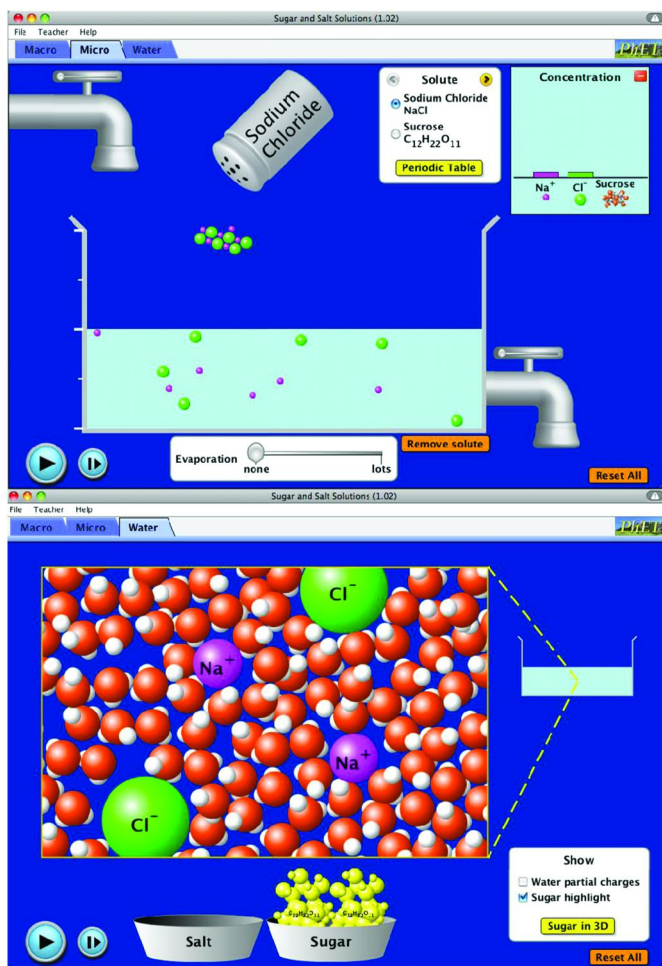 Sugar and Salt Solutions (1.02)
File Teacher Help
Macro Micro Water
PhET
Sodium
Chloride
Solute
Sodium Chloride
NaCl
Sucrose
C₁₂H₂₂O₁₁
Periodic Table
Concentration
Na⁺ Cl⁻ Sucrose
Evaporation
none lots
Remove solute
Reset All
Sugar and Salt Solutions (1.02)
File Teacher Help
Macro Micro Water
PhET
Cl⁻
Na⁺
Na⁺
Cl⁻
Show
Water partial charges
Sugar highlight
Sugar in 3D
C₁₂H₂₂O₁₁
Salt Sugar
Reset All